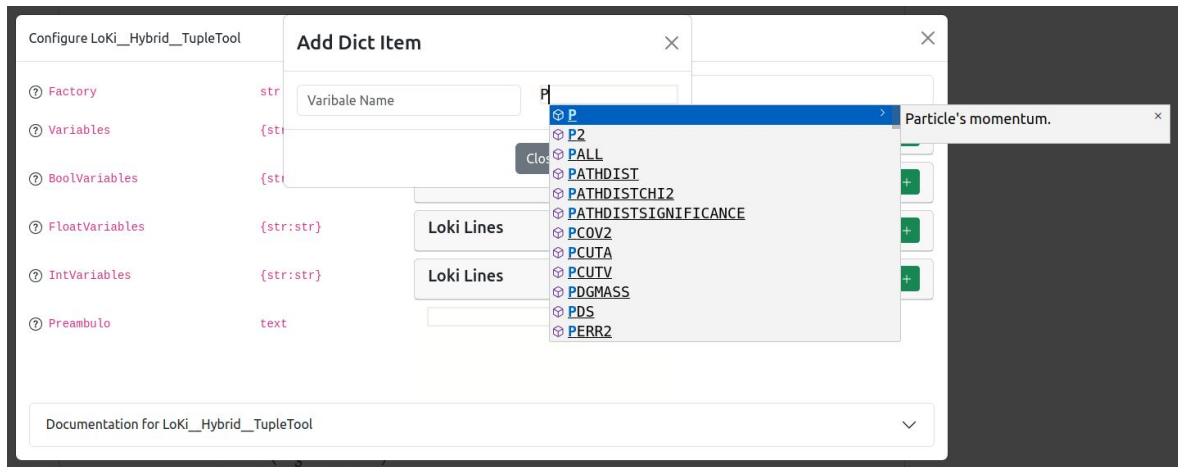 Configure LoKi__Hybrid__TupleTool
Add Dict Item
Factory str
Varibale Name P
P
Particle's momentum.
Variables {str
P2
Clos
PALL
PATHDIST
BoolVariables {str
PATHDISTCHI2
PATHDISTSIGNIFICANCE
FloatVariables {str:str} Loki Lines
PCOV2
PCUTA
IntVariables {str:str} Loki Lines
PCUTV
PDGMASS
PDS
Preambulo text
PERR2
Documentation for LoKi__Hybrid__TupleTool